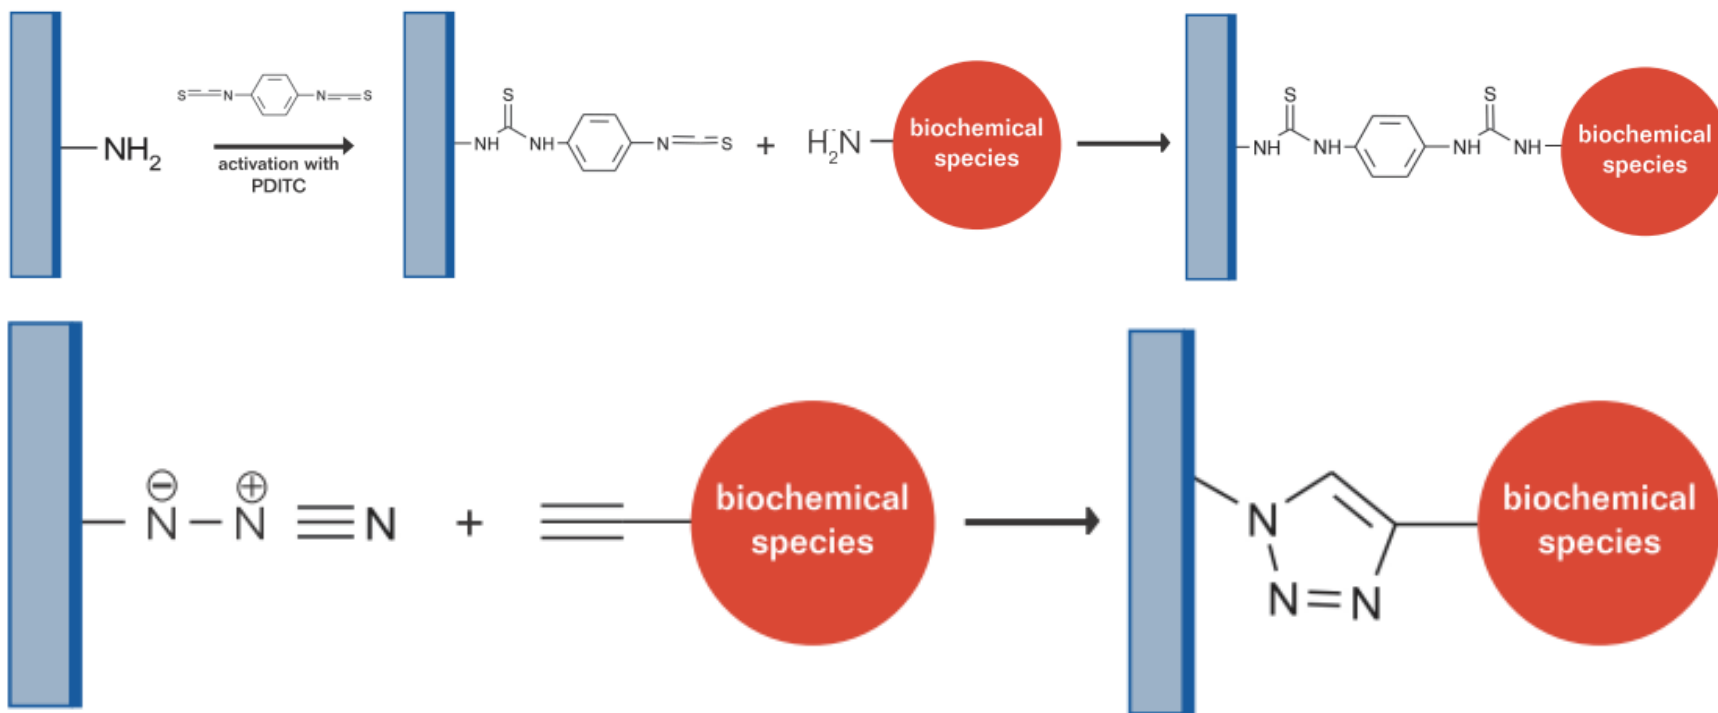 S=C=N N=C=S
NH2
activation with
PDITC
S
NH NH N=C=S
+
H2N
biochemical
species
S S
NH NH NH NH
biochemical
species
⊖ ⊕
N N ≡N
+
biochemical
species
N
N=N
biochemical
species